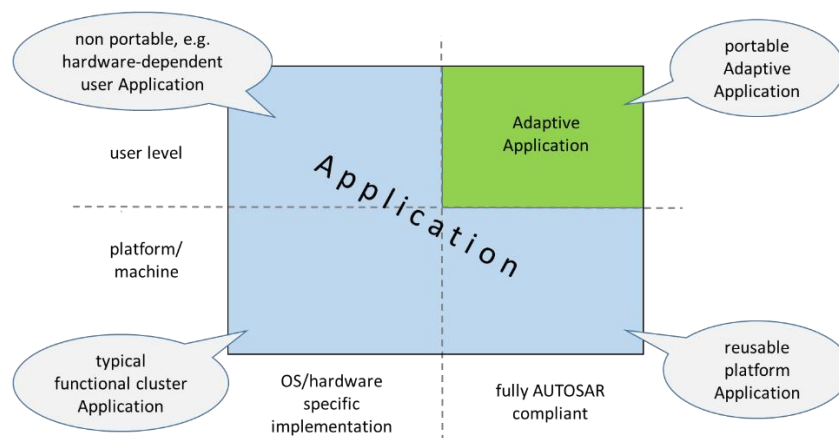 non portable, e.g.
hardware-dependent
user Application
portable
Adaptive
Application
user level
Adaptive
Application
Application
platform/
machine
typical
functional cluster
Application
OS/hardware
specific
implementation
fully AUTOSAR
compliant
reusable
platform
Application